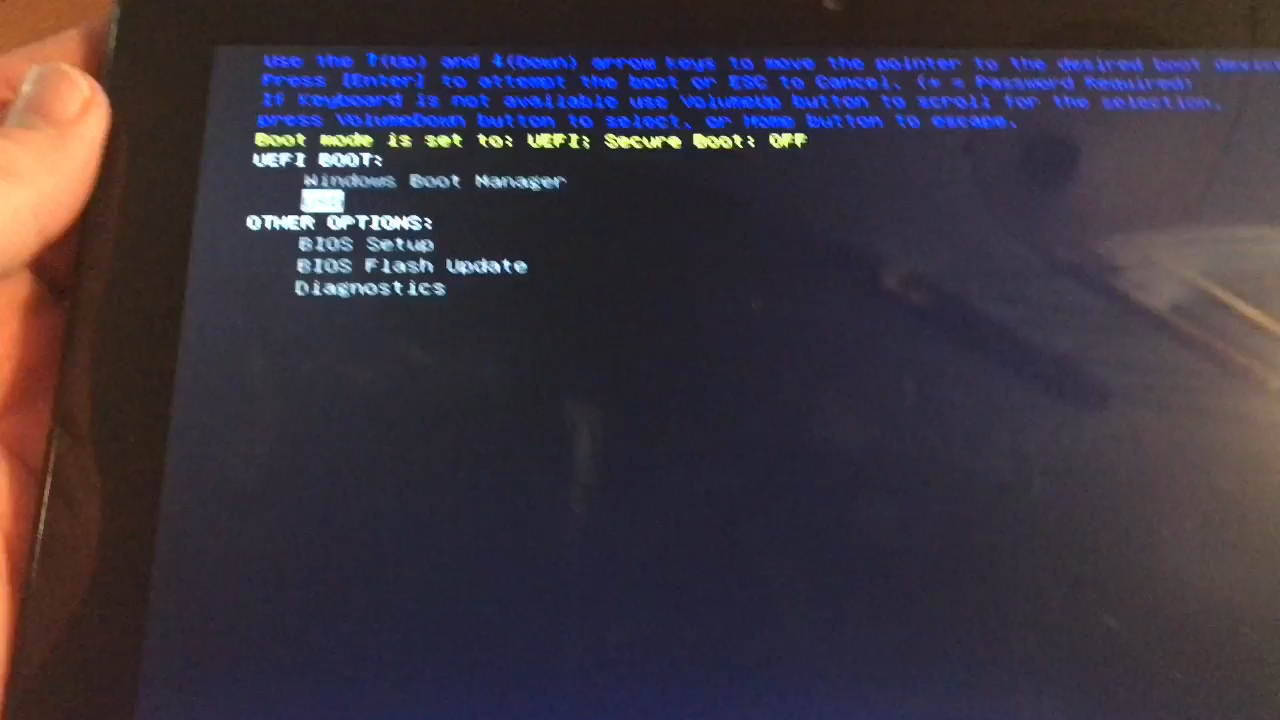 Use the ↑(Up) and ↓(Down) arrow keys to move the pointer to the desired boot
Press [Enter] to attempt the boot or ESC to Cancel. (* = Password Required)
If Keyboard is not available use VolumeUp button to scroll for the selection,
press VolumeDown button to select, or Home button to escape.
Boot mode is set to: UEFI; Secure Boot: OFF
UEFI BOOT:
Windows Boot Manager
OTHER OPTIONS:
BIOS Setup
BIOS Flash Update
Diagnostics